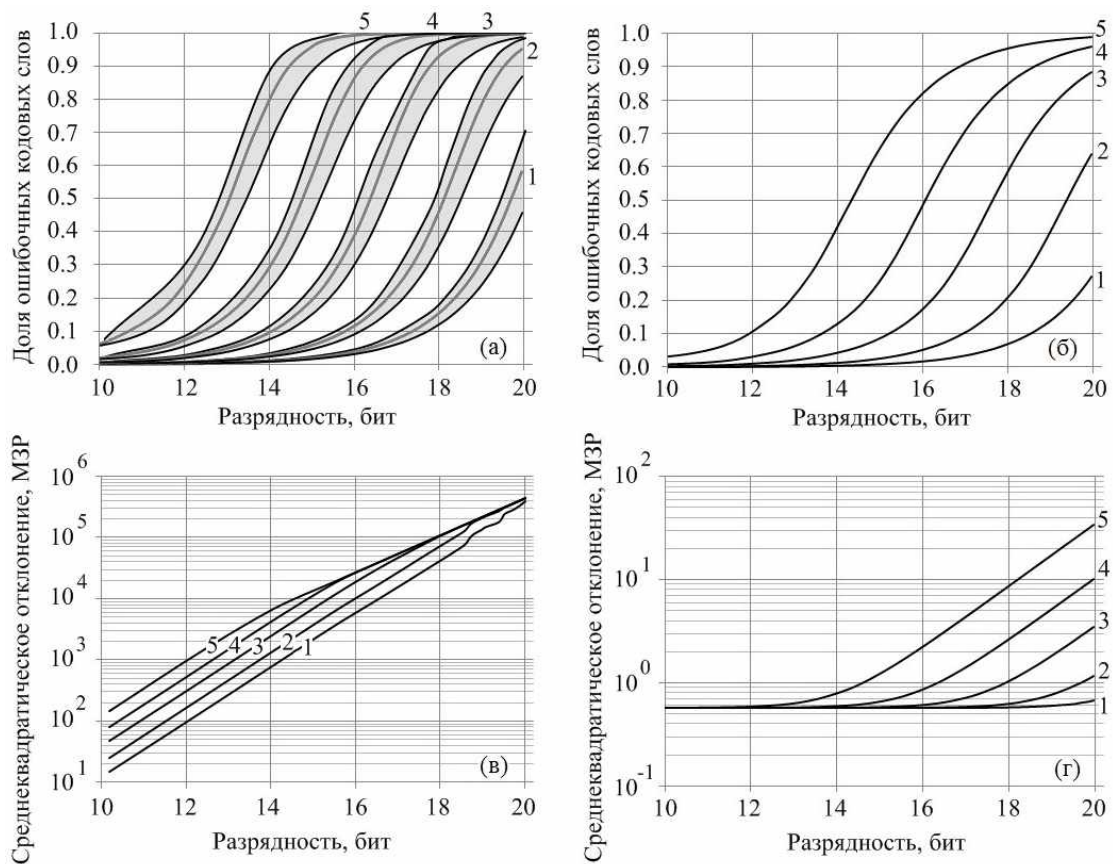 Доля ошибочных кодовых слов
1.0
0.9
0.8
0.7
0.6
0.5
0.4
0.3
0.2
0.1
0.0
5 4 3
2
1
(а)
10 12 14 16 18 20
Разрядность, бит
Доля ошибочных кодовых слов
1.0
0.9
0.8
0.7
0.6
0.5
0.4
0.3
0.2
0.1
0.0
5
4
3
2
1
(б)
10 12 14 16 18 20
Разрядность, бит
Среднеквадратическое отклонение, МЗР
10^6
10^5
10^4
10^3
10^2
10^1
5 4 3 2 1
(в)
10 12 14 16 18 20
Разрядность, бит
Среднеквадратическое отклонение, МЗР
10^2
10^1
10^0
10^-1
5
4
3
2
1
(г)
10 12 14 16 18 20
Разрядность, бит